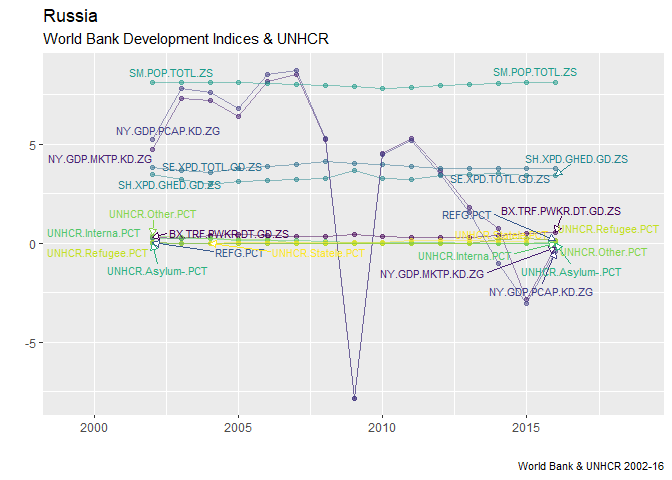 Russia
World Bank Development Indices & UNHCR
SM.POP.TOTL.ZS
SM.POP.TOTL.ZS
NY.GDP.PCAP.KD.ZG
5
NY.GDP.MKTP.KD.ZG
SH.XPD.GHED.GD.ZS
SE.XPD.TOTL.GD.ZS
SE.XPD.TOTL.GD.ZS
SH.XPD.GHED.GD.ZS
UNHCR.Other.PCT
REFG.PCT
BX.TRF.PWKR.DT.GD.ZS
UNHCR.Interna.PCT
BX.TRF.PWKR.DT.GD.ZS
UNHCR.Refugee.PCT
0
UNHCR.Refugee.PCT
REFG.PCT
UNHCR.Statele.PCT
UNHCR.Interna.PCT
UNHCR.Other.PCT
UNHCR.Asylum-.PCT
NY.GDP.MKTP.KD.ZG
UNHCR.Asylum-.PCT
NY.GDP.PCAP.KD.ZG
-5
2000
2005
2010
2015
World Bank & UNHCR 2002-16